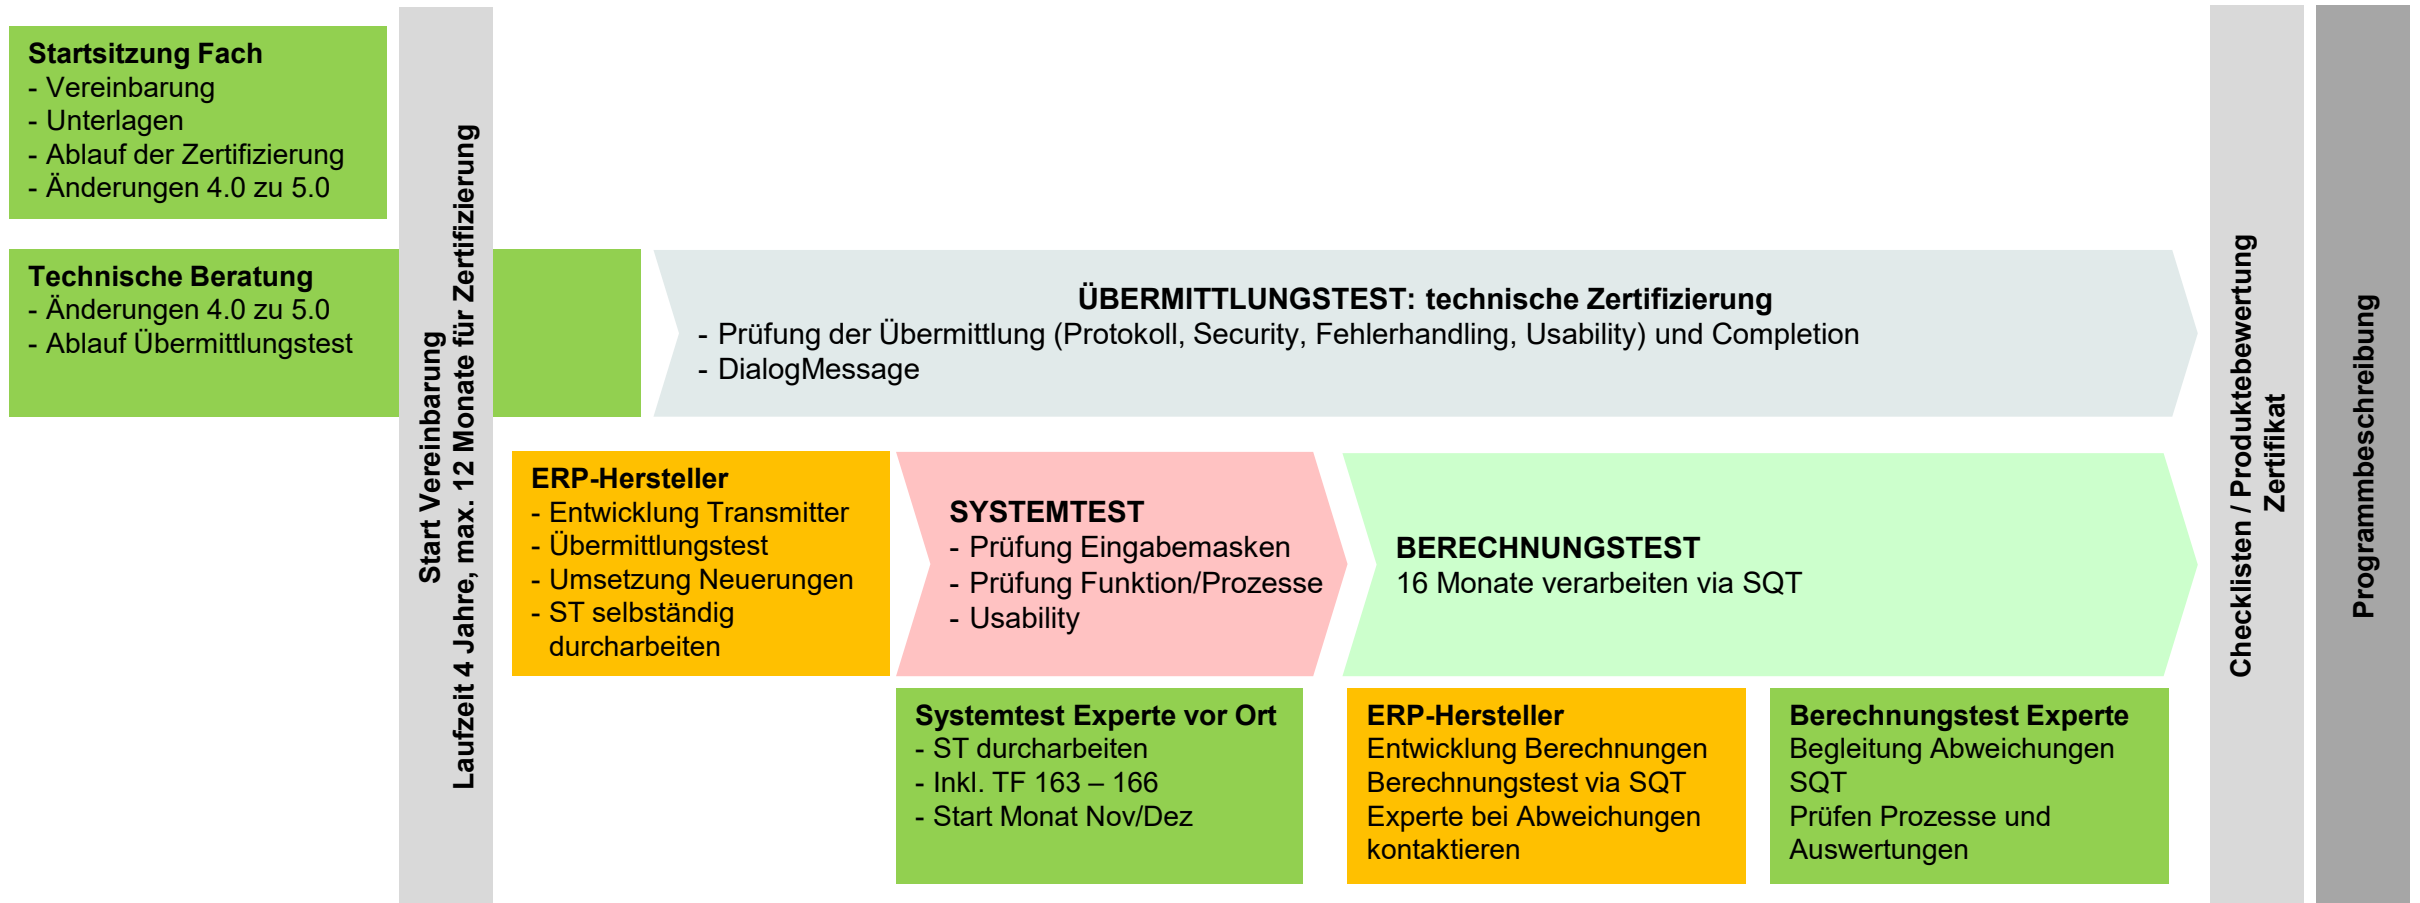 Startsitzung Fach
- Vereinbarung
- Unterlagen
- Ablauf der Zertifizierung
- Änderungen 4.0 zu 5.0
Technische Beratung
- Änderungen 4.0 zu 5.0
- Ablauf Übermittlungstest
Start Vereinbarung
Laufzeit 4 Jahre, max. 12 Monate für Zertifizierung
ÜBERMITTLUNGSTEST: technische Zertifizierung
- Prüfung der Übermittlung (Protokoll, Security, Fehlerhandling, Usability) und Completion
- DialogMessage
ERP-Hersteller
- Entwicklung Transmitter
- Übermittlungstest
- Umsetzung Neuerungen
- ST selbständig
durcharbeiten
SYSTEMTEST
- Prüfung Eingabemasken
- Prüfung Funktion/Prozesse
- Usability
BERECHNUNGSTEST
16 Monate verarbeiten via SQT
Systemtest Experte vor Ort
- ST durcharbeiten
- Inkl. TF 163 – 166
- Start Monat Nov/Dez
ERP-Hersteller
Entwicklung Berechnungen
Berechnungstest via SQT
Experte bei Abweichungen
kontaktieren
Berechnungstest Experte
Begleitung Abweichungen
SQT
Prüfen Prozesse und
Auswertungen
Checklisten / Produktebewertung
Zertifikat
Programmbeschreibung